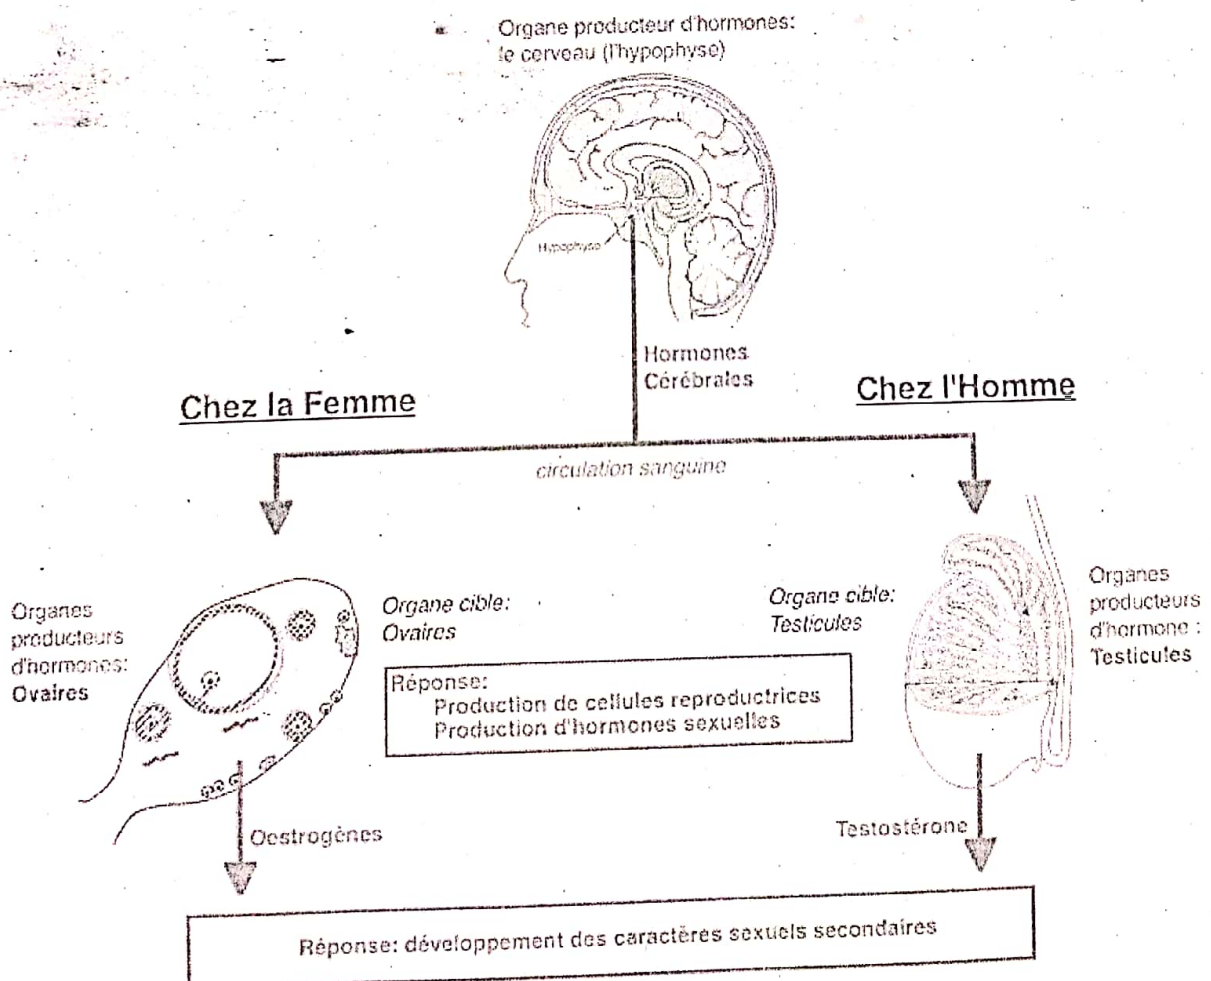 Organe producteur d'hormones:
le cerveau (l'hypophyse)
Hypophyse
Hormones
Cérébrales
Chez la Femme
Chez l'Homme
circulation sanguine
Organes
producteurs
d'hormones:
Ovaires
Organe cible:
Ovaires
Organe cible:
Testicules
Organes
producteurs
d'hormone :
Testicules
Réponse:
Production de cellules reproductrices
Production d'hormones sexuelles
Oestrogènes
Testostérone
Réponse: développement des caractères sexuels secondaires